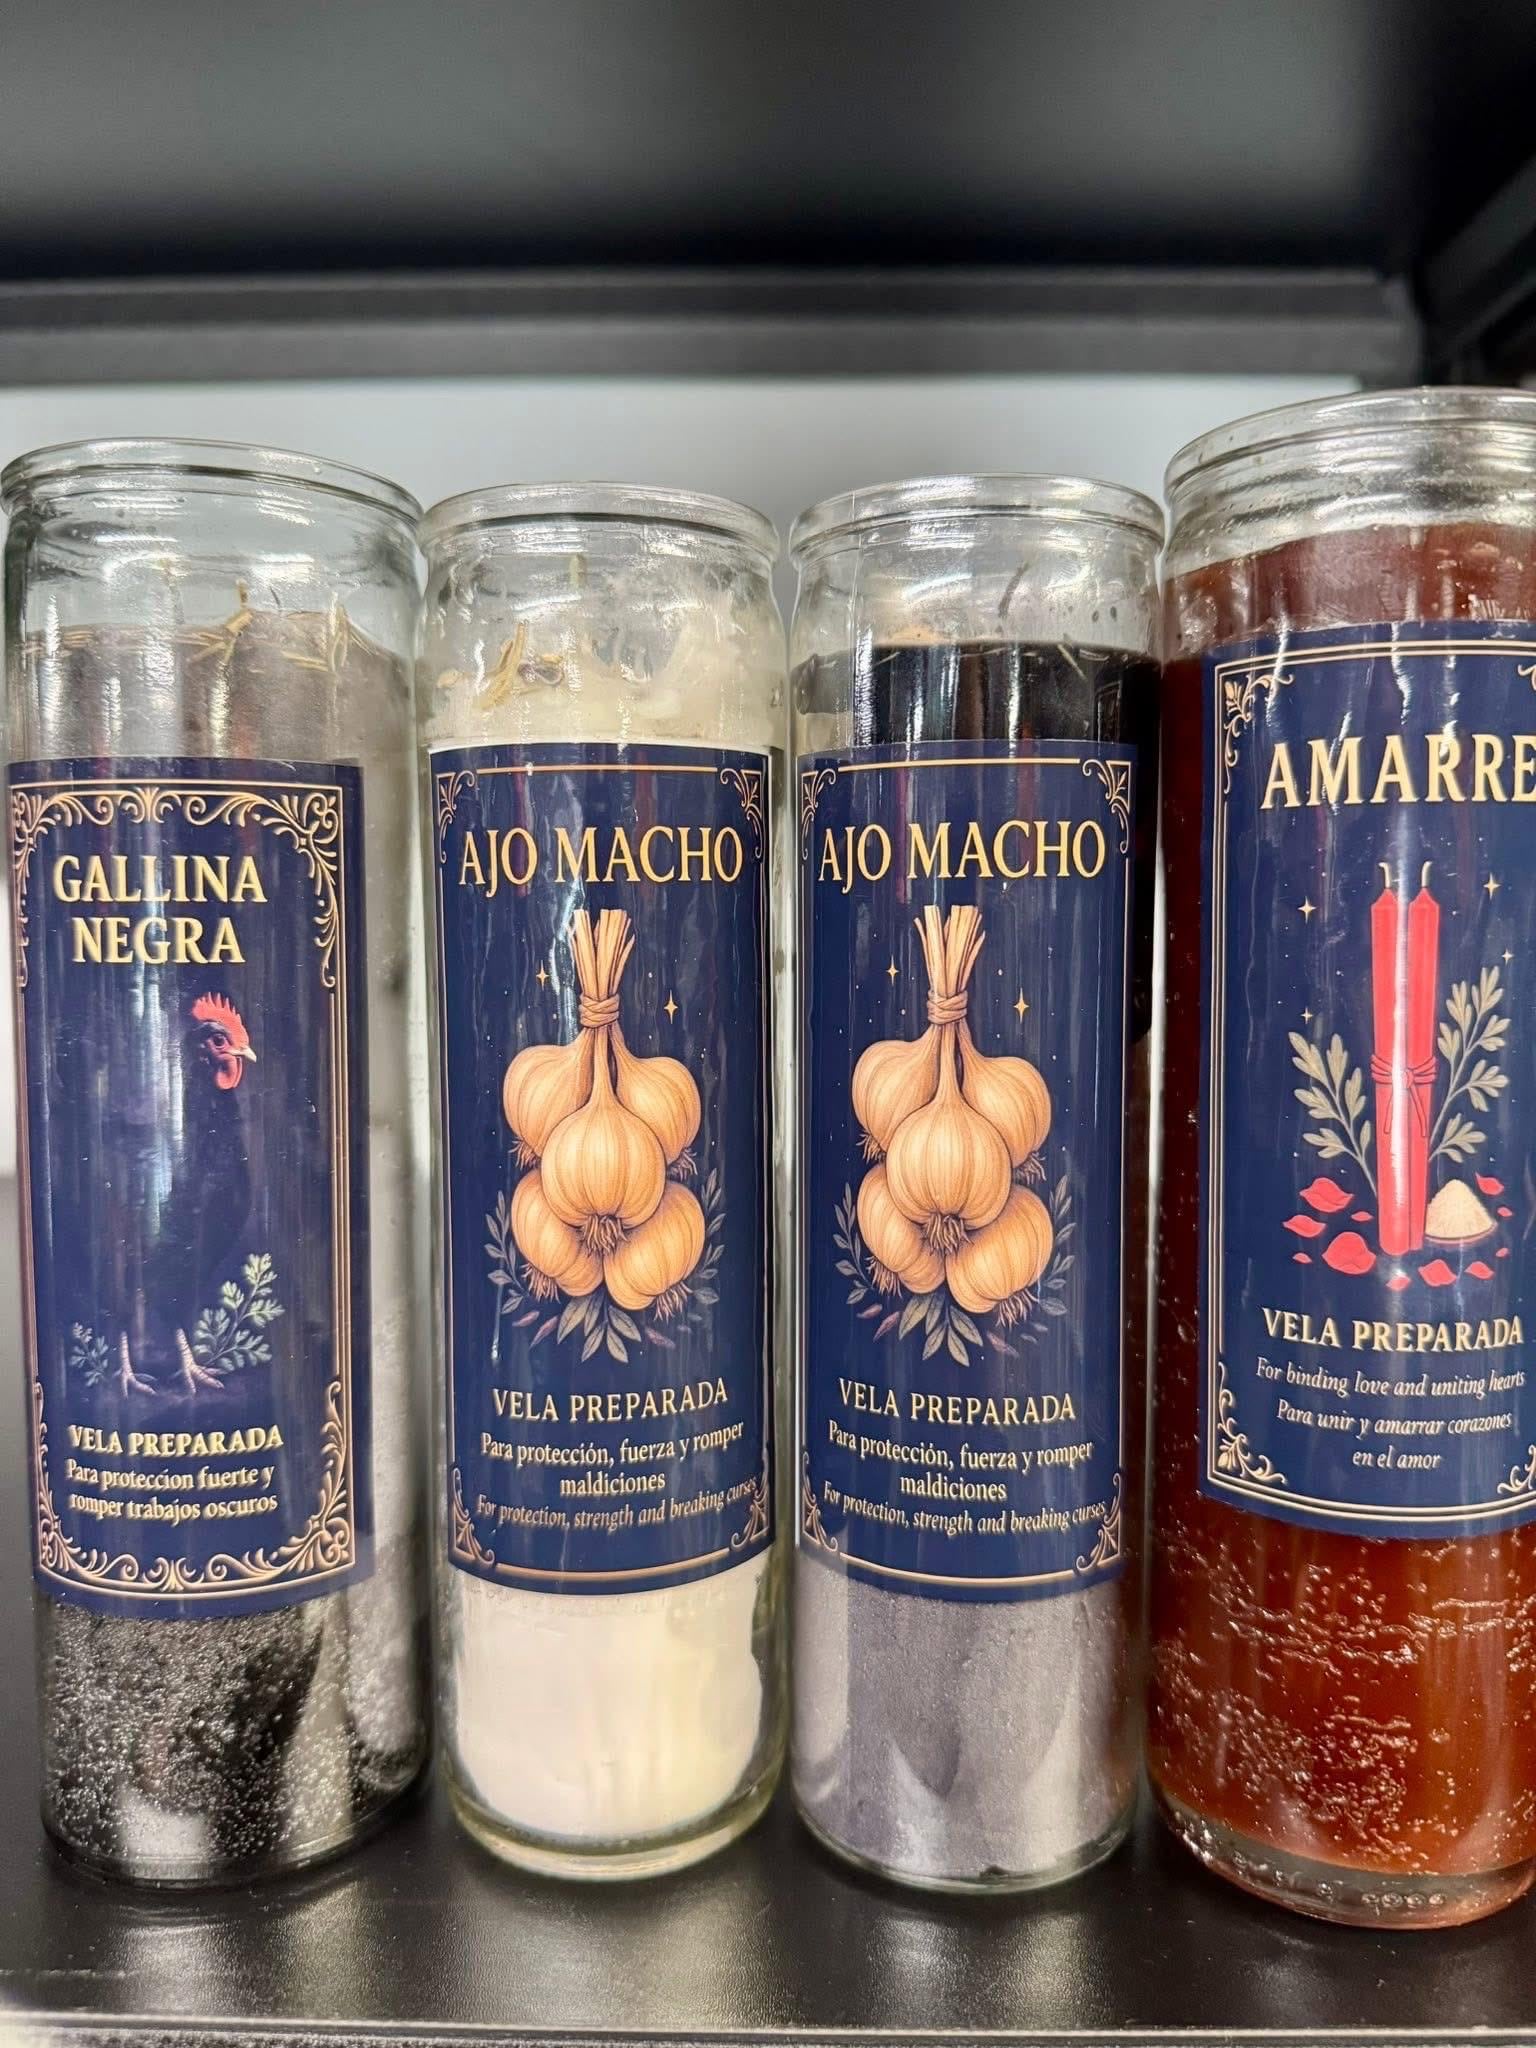 GALLINA
NEGRA
VELA PREPARADA
Para proteccion fuerte y
romper trabajos oscuros
AJO MACHO
VELA PREPARADA
Para protección, fuerza y romper
maldiciones
For protection, strength and breaking curses
AJO MACHO
VELA PREPARADA
Para protección, fuerza y romper
maldiciones
For protection, strength and breaking curses
AMARRE
VELA PREPARADA
For binding love and uniting hearts
Para unir y amarrar corazones
en el amor